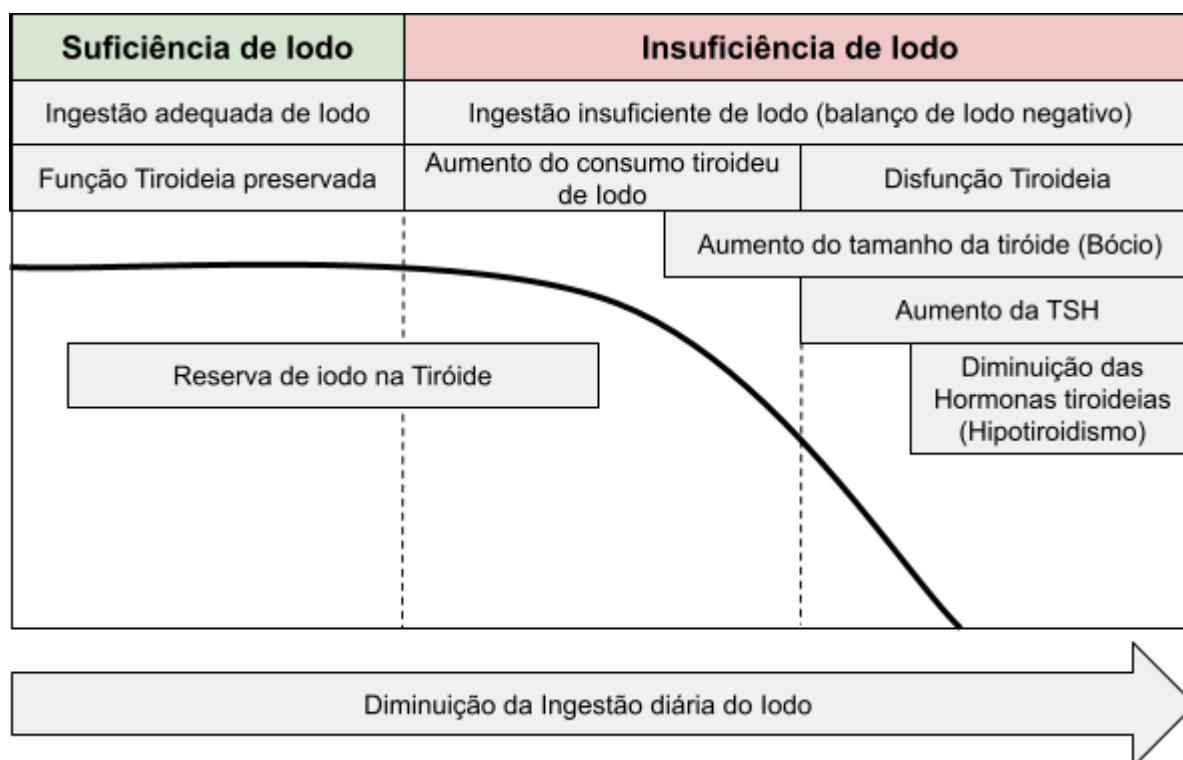 Suficiência de Iodo
Insuficiência de Iodo
Ingestão adequada de Iodo
Ingestão insuficiente de Iodo (balanço de Iodo negativo)
Função Tiroideia preservada
Aumento do consumo tiroideu
de Iodo
Disfunção Tiroideia
Aumento do tamanho da tiróide (Bócio)
Aumento da TSH
Reserva de iodo na Tiróide
Diminuição das
Hormonas tiroideias
(Hipotiroidismo)
Diminuição da Ingestão diária do Iodo